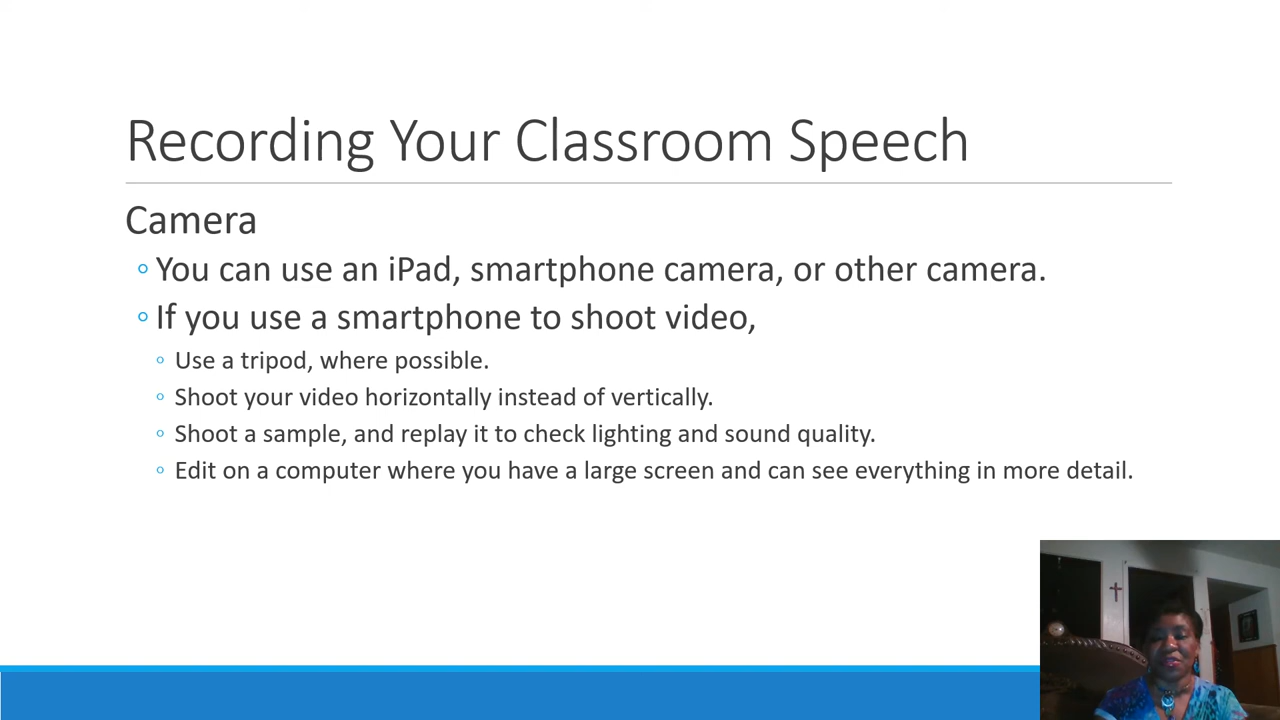 Recording Your Classroom Speech
Camera
You can use an iPad, smartphone camera, or other camera.
If you use a smartphone to shoot video,
Use a tripod, where possible.
Shoot your video horizontally instead of vertically.
Shoot a sample, and replay it to check lighting and sound quality.
Edit on a computer where you have a large screen and can see everything in more detail.